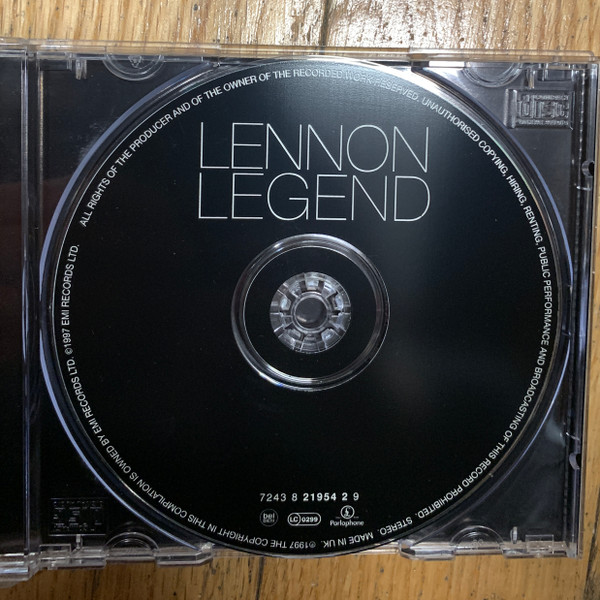 LENNON
LEGEND
7243 8 21954 2 9
LC 0299
Parlophone
ALL RIGHTS OF THE PRODUCER AND OF THE OWNER OF THE RECORDED WORK RESERVED. UNAUTHORISED COPYING, HIRING, RENTING, PUBLIC PERFORMANCE AND BROADCASTING OF THIS RECORD PROHIBITED. STEREO. MADE IN UK. ℗1997 THE COPYRIGHT IN THIS COMPILATION IS OWNED BY EMI RECORDS LTD. ©1997 EMI RECORDS LTD.